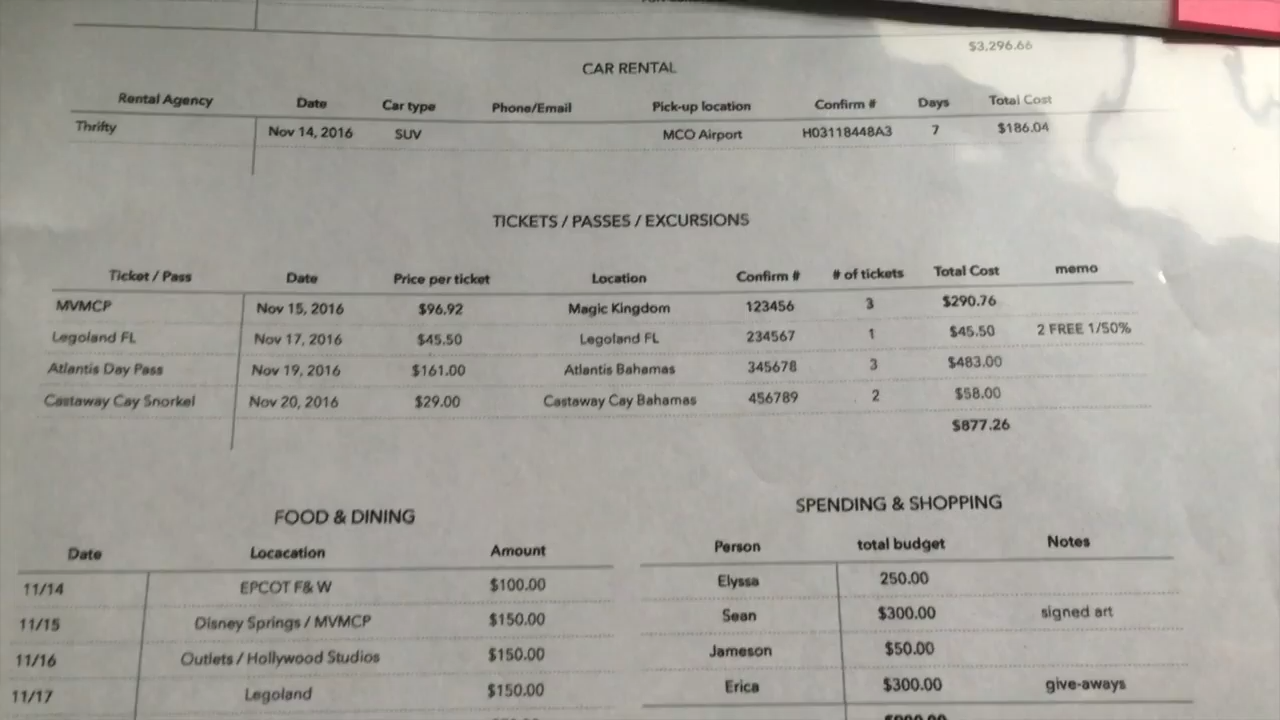 $3,296.66
CAR RENTAL
Rental Agency Date Car type Phone/Email Pick-up location Confirm # Days Total Cost
Thrifty Nov 14, 2016 SUV MCO Airport H03118448A3 7 $186.04
TICKETS / PASSES / EXCURSIONS
Ticket / Pass Date Price per ticket Location Confirm # # of tickets Total Cost memo
MVMCP Nov 15, 2016 $96.92 Magic Kingdom 123456 3 $290.76
Legoland FL Nov 17, 2016 $45.50 Legoland FL 234567 1 $45.50 2 FREE 1/50%
Atlantis Day Pass Nov 19, 2016 $161.00 Atlantis Bahamas 345678 3 $483.00
Castaway Cay Snorkel Nov 20, 2016 $29.00 Castaway Cay Bahamas 456789 2 $58.00
$877.26
FOOD & DINING
Date Locacation Amount
11/14 EPCOT F& W $100.00
11/15 Disney Springs / MVMCP $150.00
11/16 Outlets / Hollywood Studios $150.00
11/17 Legoland $150.00
SPENDING & SHOPPING
Person total budget Notes
Elyssa 250.00
Sean $300.00 signed art
Jameson $50.00
Erica $300.00 give-aways